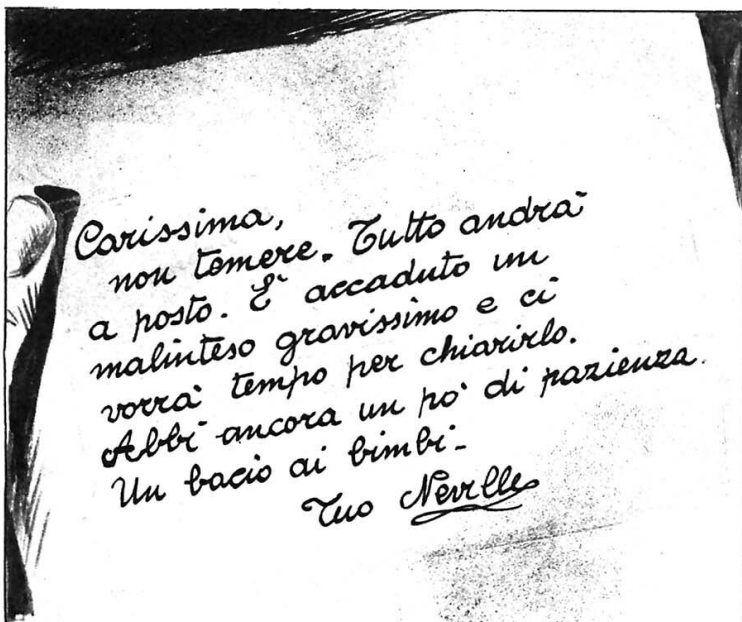 Carissima,
non temere. Tutto andrà
a posto. È accaduto un
malinteso gravissimo e ci
vorrà tempo per chiarirlo.
Abbi ancora un po' di pazienza.
Un bacio ai bimbi-
Tuo Neville